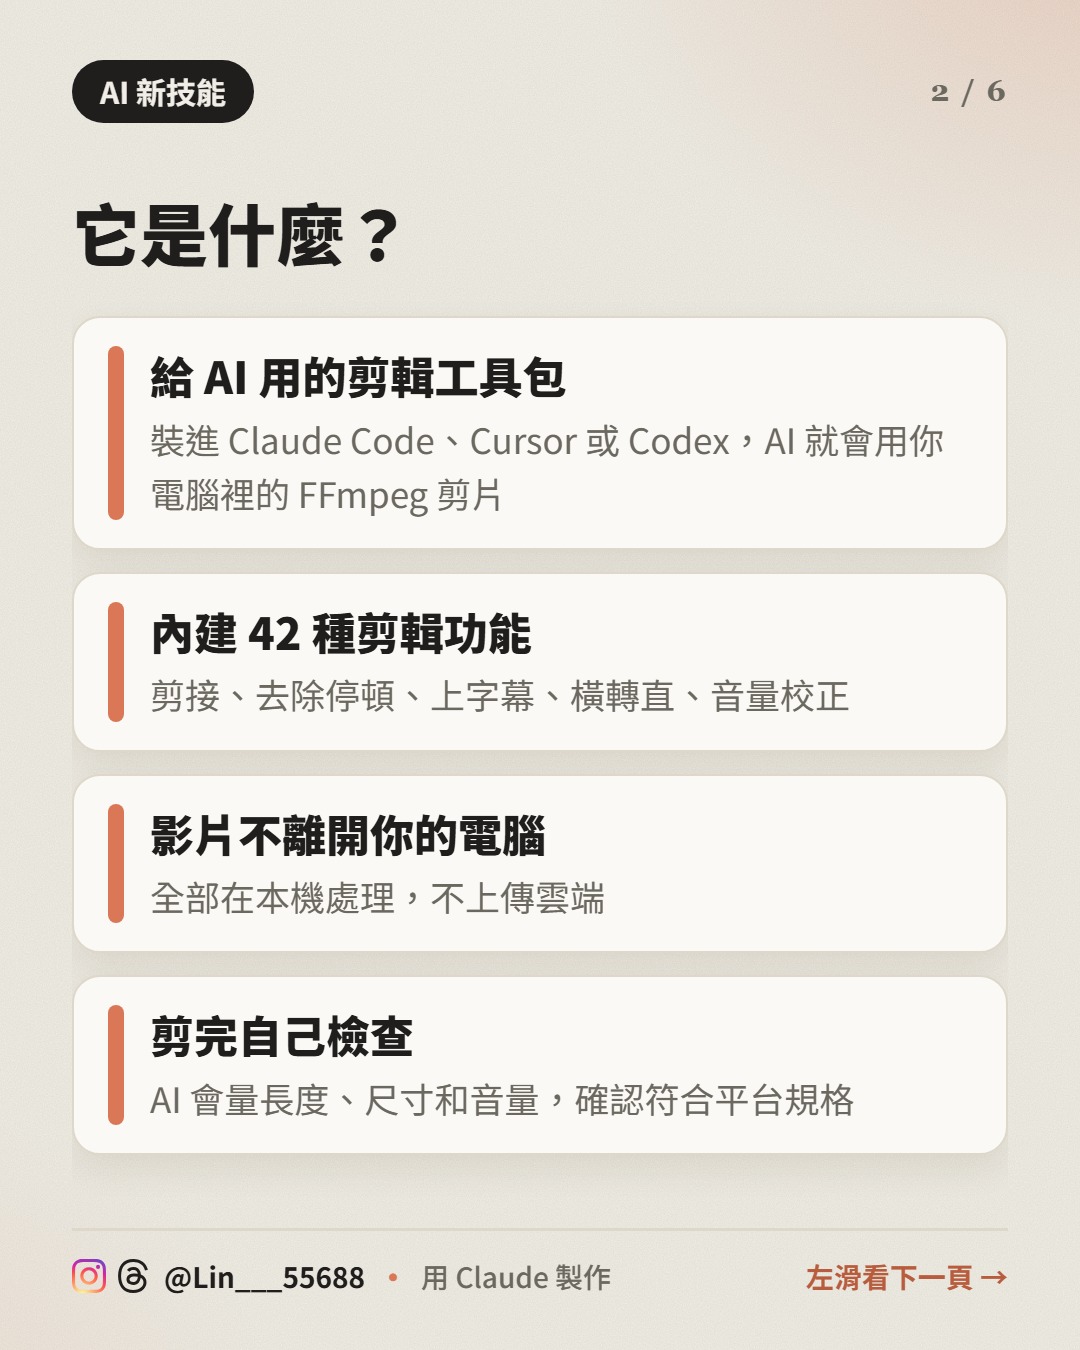 AI 新技能
2 / 6
它是什麼？
給 AI 用的剪輯工具包
裝進 Claude Code、Cursor 或 Codex，AI 就會用你
電腦裡的 FFmpeg 剪片
內建 42 種剪輯功能
剪接、去除停頓、上字幕、橫轉直、音量校正
影片不離開你的電腦
全部在本機處理，不上傳雲端
剪完自己檢查
AI 會量長度、尺寸和音量，確認符合平台規格
@Lin___55688 • 用 Claude 製作
左滑看下一頁 →